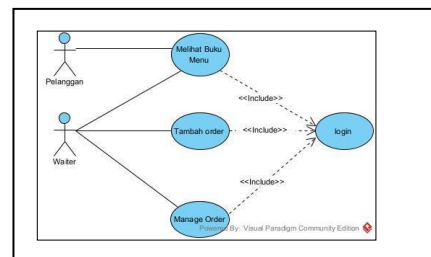 Melihat Buku
Menu
Pelanggan
<<Include>>
Tambah order
<<Include>>
login
Waiter
<<Include>>
Manage Order
Powered By: Visual Paradigm Community Edition